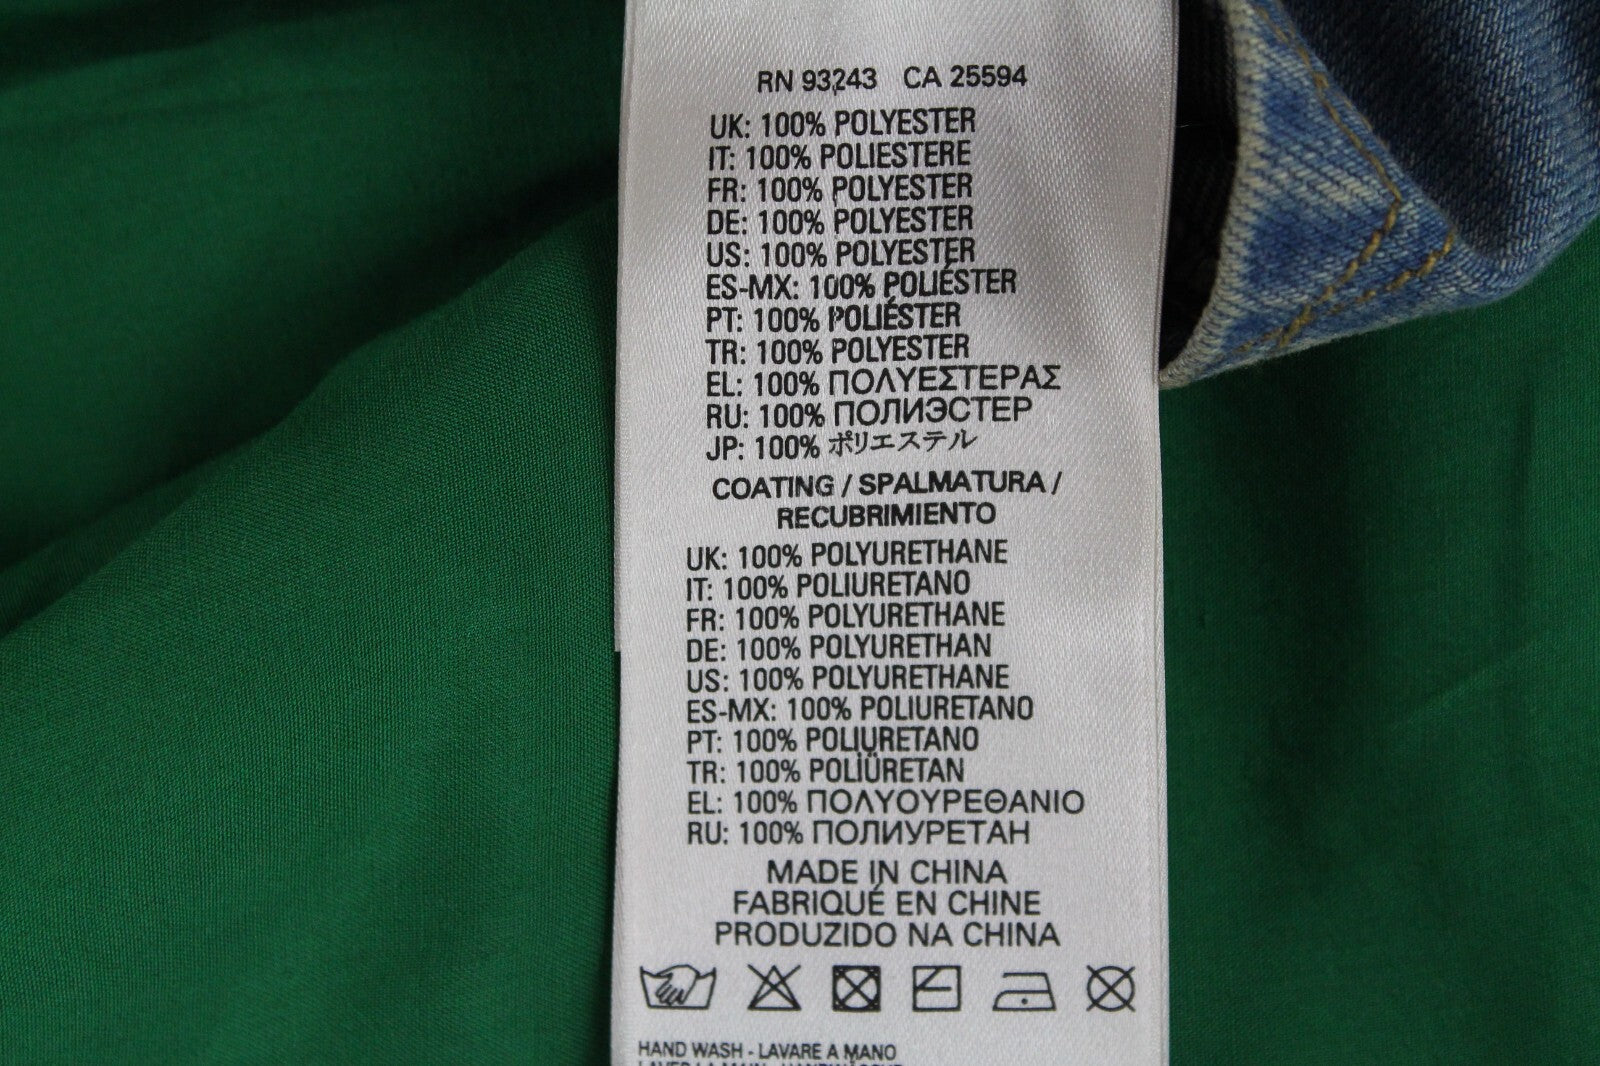 RN 93243 CA 25594
UK: 100% POLYESTER
IT: 100% POLIESTERE
FR: 100% POLYESTER
DE: 100% POLYESTER
US: 100% POLYESTER
ES-MX: 100% POLIÉSTER
PT: 100% POLIÉSTER
TR: 100% POLYESTER
EL: 100% ΠΟΛΥΕΣΤΕΡΑΣ
RU: 100% ПОЛИЭСТЕР
JP: 100% ポリエステル
COATING / SPALMATURA /
RECUBRIMIENTO
UK: 100% POLYURETHANE
IT: 100% POLIURETANO
FR: 100% POLYURETHANE
DE: 100% POLYURETHAN
US: 100% POLYURETHANE
ES-MX: 100% POLIURETANO
PT: 100% POLIURETANO
TR: 100% POLİÜRETAN
EL: 100% ΠΟΛΥΟΥΡΕΘΑΝΙΟ
RU: 100% ПОЛИУРЕТАН
MADE IN CHINA
FABRIQUÉ EN CHINE
PRODUZIDO NA CHINA
HAND WASH - LAVARE A MANO